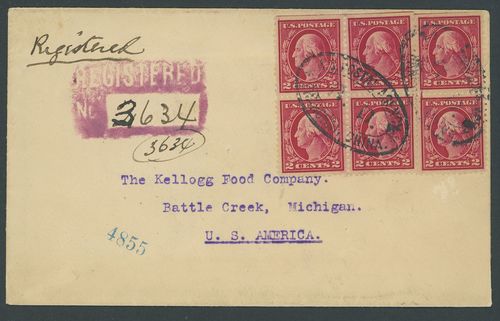 Registered
REGISTERED
No 3634
3634
U.S. POSTAGE U.S. POSTAGE U.S. POSTAGE
2 CENTS 2 2 CENTS 2 2 CENTS 2
U.S. POSTAGE U.S. POSTAGE U.S. POSTAGE
2 CENTS 2 2 CENTS 2 2 CENTS 2
CHINA.
The Kellogg Food Company.
Battle Creek, Michigan.
U. S. AMERICA.
4855